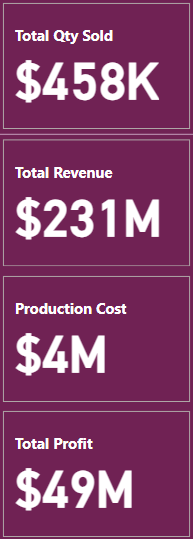 Total Qty Sold
$458K
Total Revenue
$231M
Production Cost
$4M
Total Profit
$49M